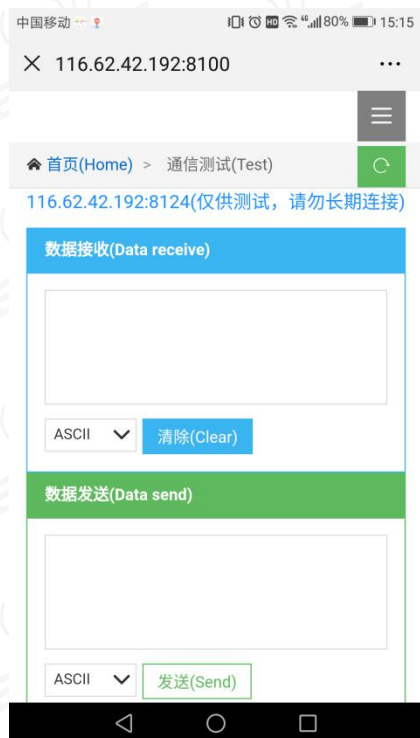 中国移动 HD 46 80% 15:15
116.62.42.192:8100
首页(Home) > 通信测试(Test)
116.62.42.192:8124(仅供测试，请勿长期连接)
数据接收(Data receive)
ASCII 清除(Clear)
数据发送(Data send)
ASCII 发送(Send)